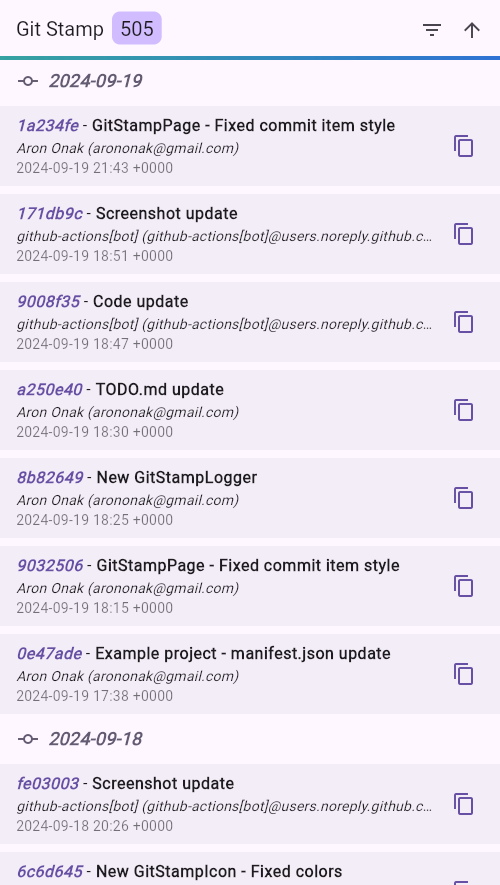 Git Stamp 505
2024-09-19
1a234fe - GitStampPage - Fixed commit item style
Aron Onak (arononak@gmail.com)
2024-09-19 21:43 +0000
171db9c - Screenshot update
github-actions[bot] (github-actions[bot]@users.noreply.github.c...
2024-09-19 18:51 +0000
9008f35 - Code update
github-actions[bot] (github-actions[bot]@users.noreply.github.c...
2024-09-19 18:47 +0000
a250e40 - TODO.md update
Aron Onak (arononak@gmail.com)
2024-09-19 18:30 +0000
8b82649 - New GitStampLogger
Aron Onak (arononak@gmail.com)
2024-09-19 18:25 +0000
9032506 - GitStampPage - Fixed commit item style
Aron Onak (arononak@gmail.com)
2024-09-19 18:15 +0000
0e47ade - Example project - manifest.json update
Aron Onak (arononak@gmail.com)
2024-09-19 17:38 +0000
2024-09-18
fe03003 - Screenshot update
github-actions[bot] (github-actions[bot]@users.noreply.github.c...
2024-09-18 20:26 +0000
6c6d645 - New GitStampIcon - Fixed colors